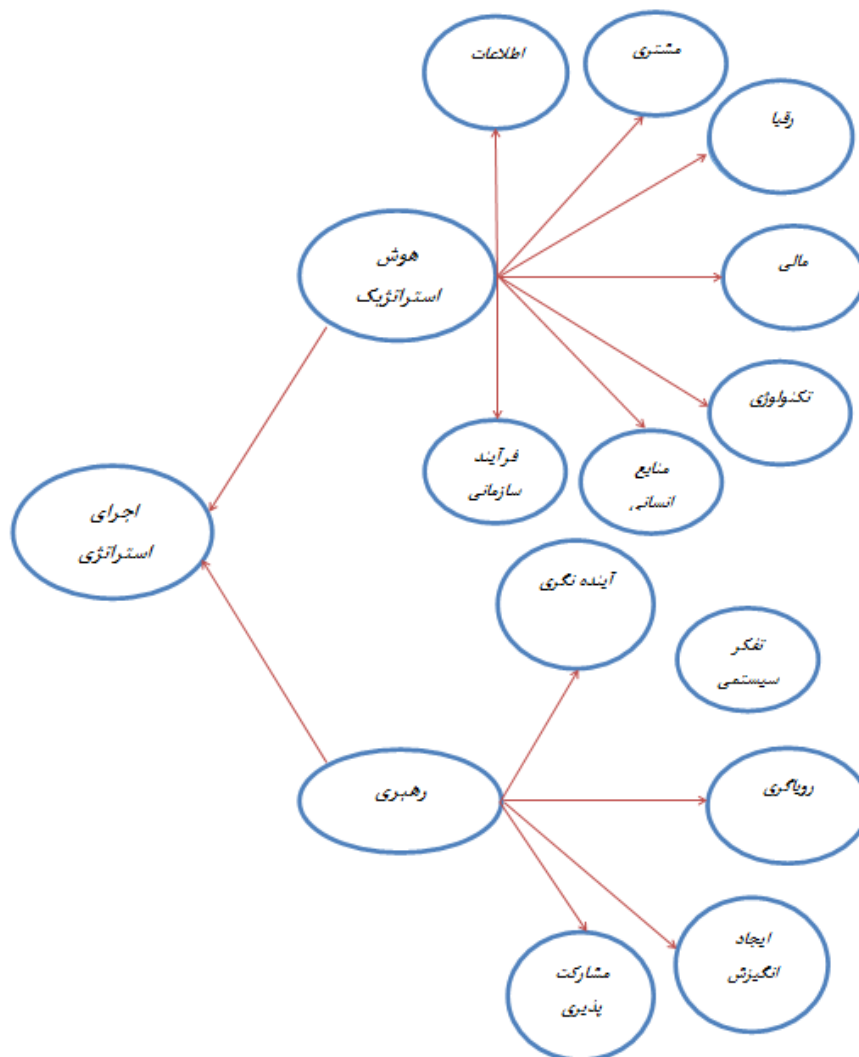 اطلاعات
مشتری
رقبا
هوش
استراتژیک
مالی
تکنولوژی
فرآیند
سازمانی
منابع
انسانی
اجرای
استراتژی
آینده نگری
تفکر
سیستمی
رهبری
رویاگری
ایجاد
انگیزش
مشارکت
پذیری